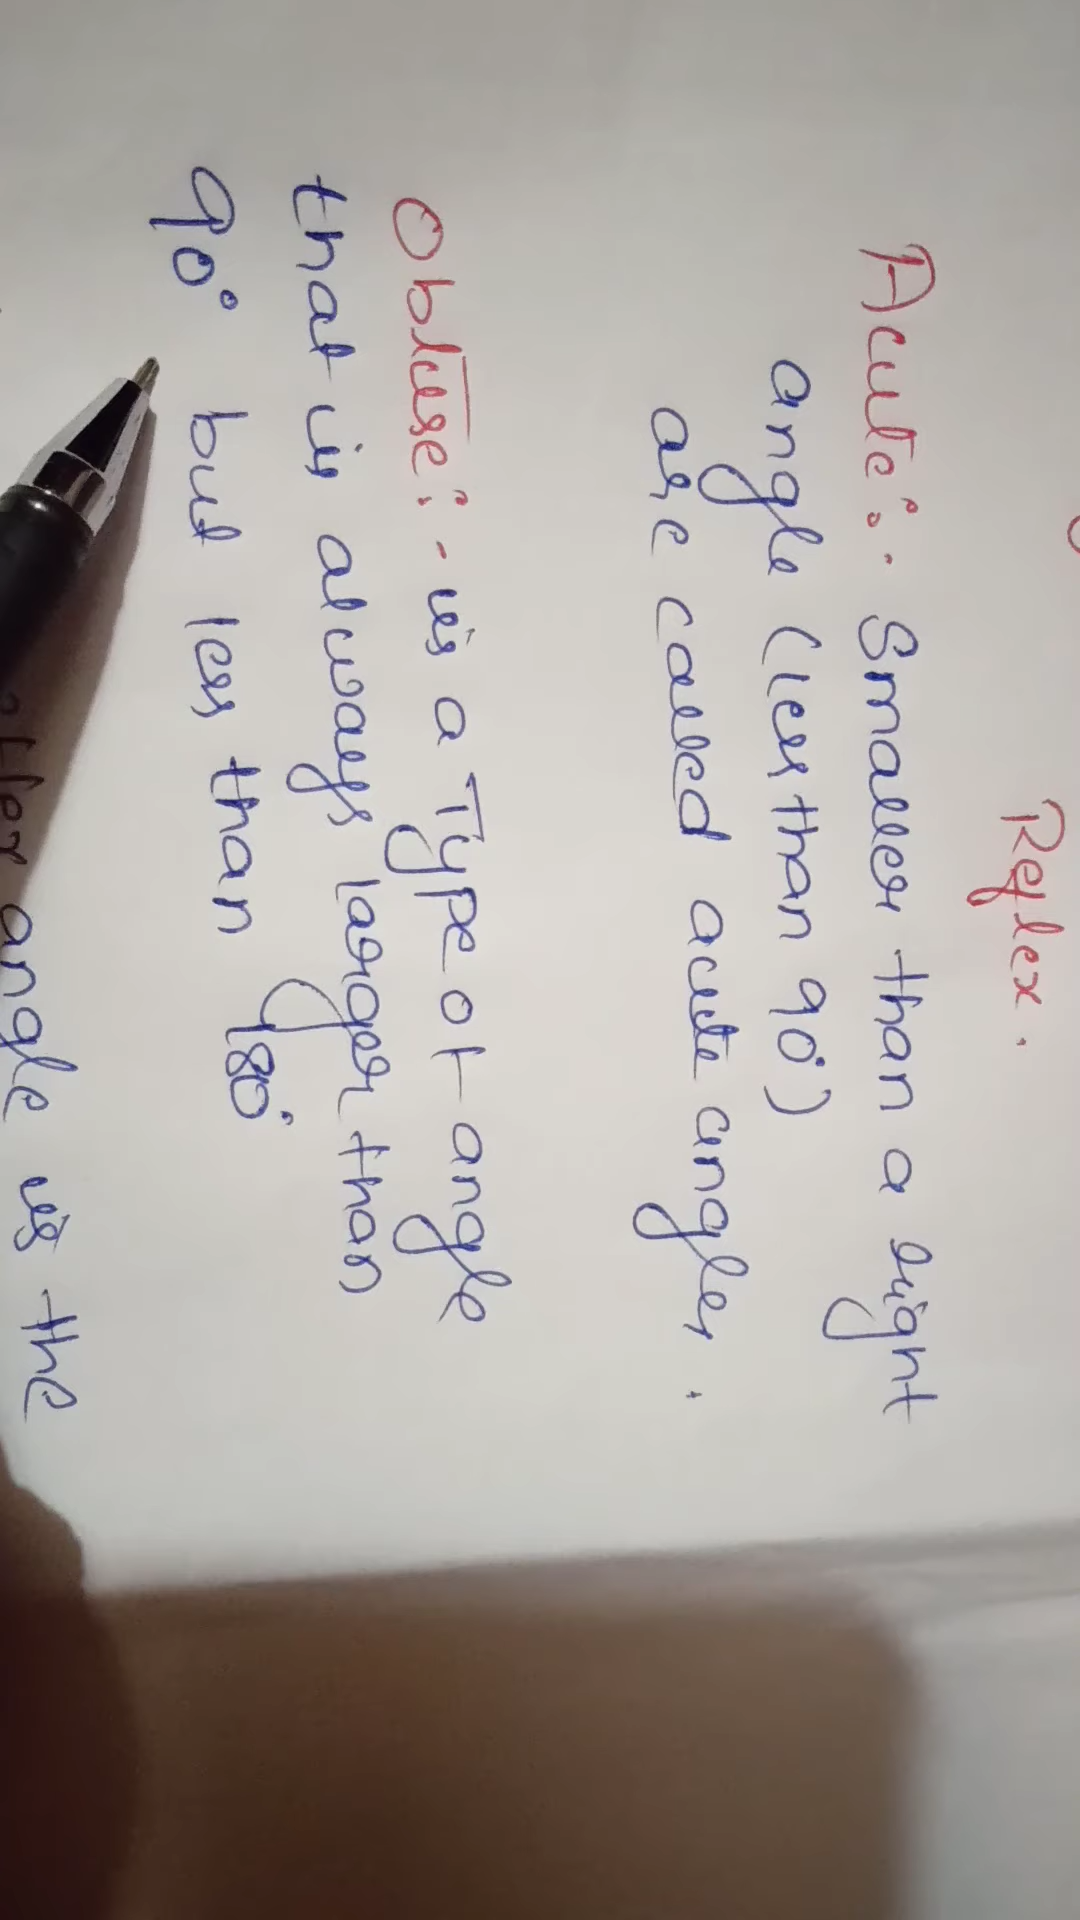 Reflex.
Acute:- Smaller than a right
angle (less than 90°)
are called acute angles.
Obtuse:- is a Type of angle
that is always larger than
90° but less than 180°
angle is the